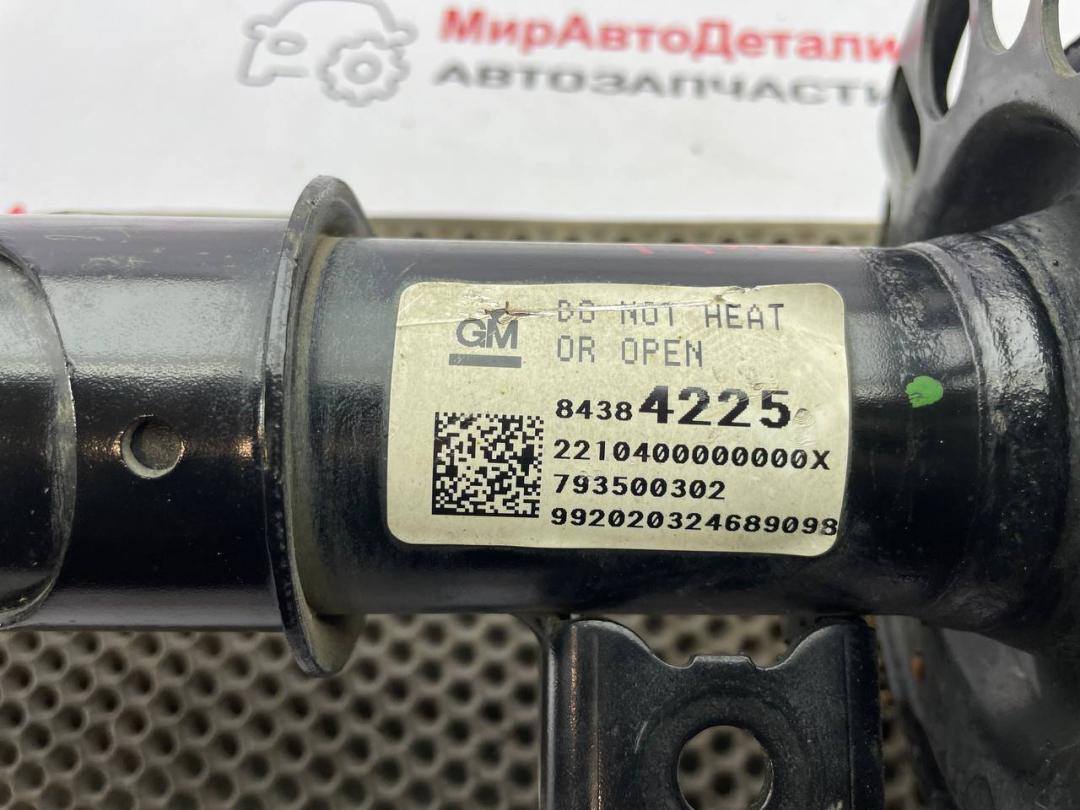 МирАвтоДетали
АВТОЗАПЧАСТИ
GM
DO NOT HEAT
OR OPEN
84384225
2210400000000X
793500302
992020324689098